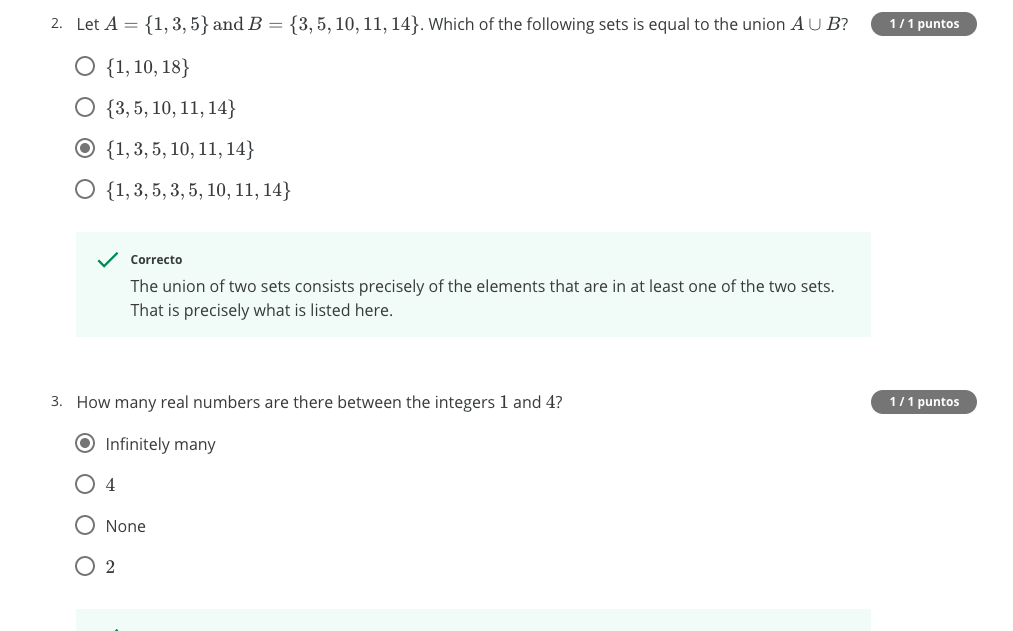 2. Let A = {1, 3, 5} and B = {3, 5, 10, 11, 14}. Which of the following sets is equal to the union A ∪ B? 1 / 1 puntos
{1, 10, 18}
{3, 5, 10, 11, 14}
{1, 3, 5, 10, 11, 14}
{1, 3, 5, 3, 5, 10, 11, 14}
Correcto
The union of two sets consists precisely of the elements that are in at least one of the two sets.
That is precisely what is listed here.
3. How many real numbers are there between the integers 1 and 4? 1 / 1 puntos
Infinitely many
4
None
2